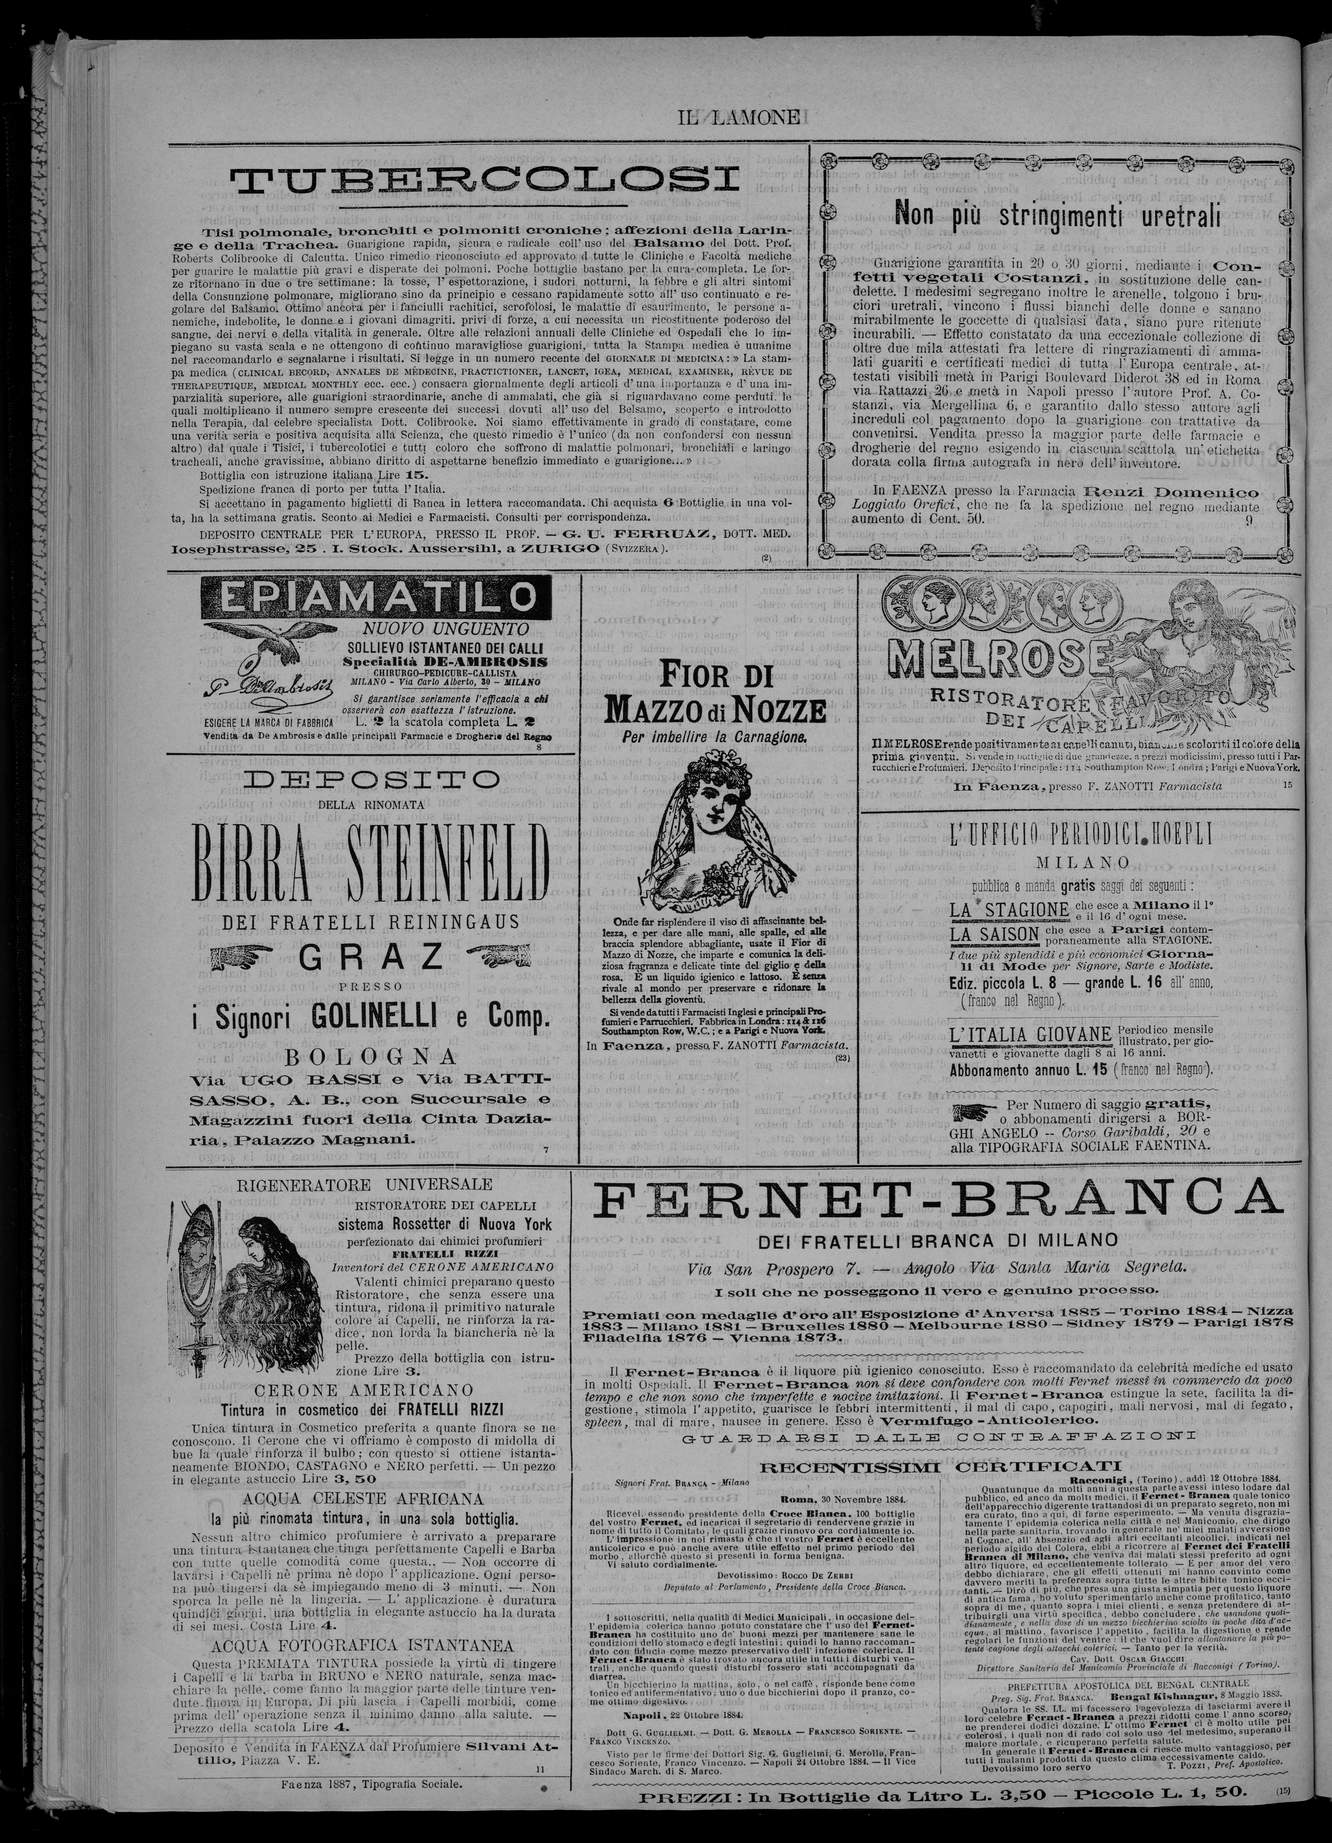 IL LAMONE
TUBERCOLOSI
Tisi polmonale, bronchiti e polmoniti croniche; affezioni della Larin-
ge e della Trachea. Guarigione rapida, sicura e radicale coll' uso del Balsamo del Dott. Prof.
Roberts Colibrooke di Calcutta. Unico rimedio riconosciuto ed approvato d tutte le Cliniche e Facoltà mediche
per guarire le malattie più gravi e disperate dei polmoni. Poche bottiglie bastano per la cura completa. Le for-
ze ritornano in due o tre settimane: la tosse, l' espettorazione, i sudori notturni, la febbre e gli altri sintomi
della Consunzione polmonare, migliorano sino da principio e cessano rapidamente sotto all' uso continuato e re-
golare del Balsamo. Ottimo ancora per i fanciulli rachitici, scrofolosi, le malattie di esaurimento, le persone a-
nemiche, indebolite, le donne e i giovani dimagriti. privi di forze, a cui necessita un ricostituente poderoso del
sangue, dei nervi e della vitalità in generale. Oltre alle relazioni annuali delle Cliniche ed Ospedali che lo im-
piegano su vasta scala e ne ottengono di continuo maravigliose guarigioni, tutta la Stampa medica è unanime
nel raccomandarlo e segnalarne i risultati. Si legge in un numero recente del GIORNALE DI MEDICINA: » La stam-
pa medica (CLINICAL RECORD, ANNALES DE MÉDECINE, PRACTICTIONER, LANCET, IGEA, MEDICAL EXAMINER, RÉVUE DE
THERAPEUTIQUE, MEDICAL MONTHLY ecc. ecc.) consacra giornalmente degli articoli d' una Importanza e d' una im-
parzialità superiore, alle guarigioni straordinarie, anche di ammalati, che già si riguardavano come perduti. le
quali moltiplicano il numero sempre crescente dei successi dovuti all' uso del Balsamo, scoperto e introdotto
nella Terapia, dal celebre specialista Dott. Colibrooke. Noi siamo effettivamente in grado di constatare, come
una verità seria e positiva acquisita alla Scienza, che questo rimedio è l'unico (da non confondersi con nessun
altro) dal quale i Tisici, i tubercolotici e tutti coloro che soffrono di malattie polmonari, bronchiali e laringo
tracheali, anche gravissime, abbiano diritto di aspettarne benefizio immediato e guarigione... »
Bottiglia con istruzione italiana Lire 15.
Spedizione franca di porto per tutta l' Italia.
Si accettano in pagamento biglietti di Banca in lettera raccomandata. Chi acquista 6 Bottiglie in una vol-
ta, ha la settimana gratis. Sconto ai Medici e Farmacisti. Consulti per corrispondenza.
DEPOSITO CENTRALE PER L'EUROPA, PRESSO IL PROF. — G. U. FERRUAZ, DOTT. MED.
Iosephstrasse, 25 . I. Stock. Aussersihl, a ZURIGO (SVIZZERA).
(2)
Non più stringimenti uretrali
Guarigione garantita in 20 o 30 giorni, mediante i Con-
fetti vegetali Costanzi, in sostituzione delle can-
delette. I medesimi segregano inoltre le arenelle, tolgono i bru-
ciori uretrali, vincono i flussi bianchi delle donne e sanano
mirabilmente le goccette di qualsiasi data, siano pure ritenute
incurabili. — Effetto constatato da una eccezionale collezione di
oltre due mila attestati fra lettere di ringraziamenti di amma-
lati guariti e certificati medici di tutta l'Europa centrale, at-
testati visibili metà in Parigi Boulevard Diderot 38 ed in Roma
via Rattazzi 26 e metà in Napoli presso l'autore Prof. A. Co-
stanzi, via Mergellina 6, e garantito dallo stesso autore agli
increduli col pagamento dopo la guarigione con trattative da
convenirsi. Vendita presso la maggior parte delle farmacie e
drogherie del regno esigendo in ciascuna scattola un' etichetta
dorata colla firma autografa in nero dell' inventore.
In FAENZA presso la Farmacia Renzi Domenico
Loggiato Orefici, che ne fa la spedizione nel regno mediante
aumento di Cent. 50.
9
EPIAMATILO
NUOVO UNGUENTO
SOLLIEVO ISTANTANEO DEI CALLI
Specialità DE-AMBROSIS
CHIRURGO-PEDICURE-CALLISTA
MILANO - Via Carlo Alberto, 30 - MILANO
Si garantisce seriamente l'efficacia a chi
osserverà con esattezza l'istruzione.
P. De Ambrosis
ESIGERE LA MARCA DI FABBRICA L. 2 la scatola completa L. 2
Vendita da De Ambrosis e dalle principali Farmacie e Drogherie del Regno
8
DEPOSITO
DELLA RINOMATA
BIRRA STEINFELD
DEI FRATELLI REININGAUS
GRAZ
PRESSO
i Signori GOLINELLI e Comp.
BOLOGNA
Via UGO BASSI e Via BATTI-
SASSO, A. B., con Succursale e
Magazzini fuori della Cinta Dazia-
ria, Palazzo Magnani.
7
FIOR DI
MAZZO di NOZZE
Per imbellire la Carnagione.
Onde far risplendere il viso di affascinante bel-
lezza, e per dare alle mani, alle spalle, ed alle
braccia splendore abbagliante, usate il Fior di
Mazzo di Nozze, che imparte e comunica la deli-
ziosa fragranza e delicate tinte del giglio e della
rosa. È un liquido igienico e lattoso. È senza
rivale al mondo per preservare e ridonare la
bellezza della gioventù.
Si vende da tutti i Farmacisti Inglesi e principali Pro-
fumieri e Parrucchieri. Fabbrica in Londra: 114 & 116
Southampton Row, W.C.; e a Parigi e Nuova York.
In Faenza, presso F. ZANOTTI Farmacista.
(23)
MELROSE
RISTORATORE FAVORITO
DEI CAPELLI
Il MELROSE rende positivamente ai capelli canuti, bianchi e scoloriti il colore della
prima gioventù. Si vende in bottiglie di due grandezze, a prezzi modicissimi, presso tutti i Par-
rucchieri e Profumieri. Deposito Principale: 114 Southampton Row, Londra; Parigi e Nuova York.
In Faenza, presso F. ZANOTTI Farmacista
15
L'UFFICIO PERIODICI HOEPLI
MILANO
pubblica e manda gratis saggi dei seguenti:
LA STAGIONE che esce a Milano il 1°
e il 16 d' ogni mese.
LA SAISON che esce a Parigi contem-
poraneamente alla STAGIONE.
I due più splendidi e più economici Giorna-
li di Mode per Signore, Sarte e Modiste.
Ediz. piccola L. 8 — grande L. 16 all' anno,
(franco nel Regno).
L'ITALIA GIOVANE Periodico mensile
illustrato, per gio-
vanetti e giovanette dagli 8 ai 16 anni.
Abbonamento annuo L. 15 (franco nel Regno).
Per Numero di saggio gratis,
o abbonamenti dirigersi a BOR-
GHI ANGELO -- Corso Garibaldi, 20 e
alla TIPOGRAFIA SOCIALE FAENTINA.
RIGENERATORE UNIVERSALE
RISTORATORE DEI CAPELLI
sistema Rossetter di Nuova York
perfezionato dai chimici profumieri
FRATELLI RIZZI
Inventori del CERONE AMERICANO
Valenti chimici preparano questo
Ristoratore, che senza essere una
tintura, ridona il primitivo naturale
colore ai Capelli, ne rinforza la ra-
dice, non lorda la biancheria nè la
pelle.
Prezzo della bottiglia con istru-
zione Lire 3.
CERONE AMERICANO
Tintura in cosmetico dei FRATELLI RIZZI
Unica tintura in Cosmetico preferita a quante finora se ne
conoscono. Il Cerone che vi offriamo è composto di midolla di
bue la quale rinforza il bulbo: con questo si ottiene istanta-
neamente BIONDO, CASTAGNO e NERO perfetti. — Un pezzo
in elegante astuccio Lire 3, 50
ACQUA CELESTE AFRICANA
la più rinomata tintura, in una sola bottiglia.
Nessun altro chimico profumiere è arrivato a preparare
una tintura istantanea che tinga perfettamente Capelli e Barba
con tutte quelle comodità come questa.. — Non occorre di
lavarsi i Capelli nè prima nè dopo l' applicazione. Ogni perso-
na può tingersi da sè impiegando meno di 3 minuti. — Non
sporca la pelle nè la lingeria. — L' applicazione è duratura
quindici giorni, una bottiglia in elegante astuccio ha la durata
di sei mesi. Costa Lire 4.
ACQUA FOTOGRAFICA ISTANTANEA
Questa PREMIATA TINTURA possiede la virtù di tingere
i Capelli e la barba in BRUNO e NERO naturale, senza mac-
chiare la pelle, come fanno la maggior parte delle tinture ven-
dute finora in Europa. Di più lascia i Capelli morbidi, come
prima dell' operazione senza il minimo danno alla salute. —
Prezzo della scatola Lire 4.
Deposito e Vendita in FAENZA dal Profumiere Silvani At-
tilio, Piazza V. E.
11
Faenza 1887, Tipografia Sociale.
FERNET-BRANCA
DEI FRATELLI BRANCA DI MILANO
Via San Prospero 7. — Angolo Via Santa Maria Segreta.
I soli che ne posseggono il vero e genuino processo.
Premiati con medaglie d'oro all'Esposizione d'Anversa 1885 — Torino 1884 — Nizza
1883 — Milano 1881 — Bruxelles 1880 — Melbourne 1880 — Sidney 1879 — Parigi 1878
Filadelfia 1876 — Vienna 1873.
Il Fernet-Branca è il liquore più igienico conosciuto. Esso è raccomandato da celebrità mediche ed usato
in molti Ospedali. Il Fernet-Branca non si deve confondere con molti Fernet messi in commercio da poco
tempo e che non sono che imperfette e nocive imitazioni. Il Fernet-Branca estingue la sete, facilita la di-
gestione, stimola l' appetito, guarisce le febbri intermittenti, il mal di capo, capogiri, mali nervosi, mal di fegato,
spleen, mal di mare, nausee in genere. Esso è Vermifugo-Anticolerico.
GUARDARSI DALLE CONTRAFFAZIONI
RECENTISSIMI CERTIFICATI
Signori Frat. BRANCA - Milano
Roma, 30 Novembre 1884.
Ricevei, essendo presidente della Croce Bianca, 100 bottiglie
del vostro Fernet, ed incaricai il segretario di rendervene grazie in
nome di tutto il Comitato, le quali grazie rinnovo ora cordialmente io.
L'impressione in noi rimasta è che il vostro Fernet è eccellente
anticolerico e può anche avere utile effetto nel primo periodo del
morbo, allorchè questo si presenti in forma benigna.
Vi saluto cordialmente.
Devotissimo: ROCCO DE ZERBI
Deputato al Parlamento, Presidente della Croce Bianca.
I sottoscritti, nella qualità di Medici Municipali, in occasione del-
l'epidemia colerica hanno potuto constatare che l' uso del Fernet-
Branca ha costituito uno de' buoni mezzi per mantenere sane le
condizioni dello stomaco e degli intestini: quindi lo hanno raccoman-
dato con fiducia come mezzo preservativo dell' infezione colerica. Il
Fernet-Branca è stato trovato ancora utile in tutti i disturbi ven-
trali, anche quando questi disturbi fossero stati accompagnati da
diarrea.
Un bicchierino la mattina, solo, o nel caffè, risponde bene come
tonico ed antifermentativo; uno o due bicchierini dopo il pranzo, co-
me ottimo digestivo.
Napoli, 22 Ottobre 1884.
Dott G. GUGLIELMI. — Dott. G. MEROLLA — FRANCESCO SORIENTE. —
FRANCO VINCENZO.
Visto per le firme dei Dottori Sig. G. Guglielmi, G. Merolla, Fran-
cesco Soriente, Franco Vincenzo. — Napoli 24 Ottobre 1884. — Il Vice
Sindaco March. di S. Marco.
Racconigi, (Torino), addì 12 Ottobre 1884.
Quantunque da molti anni a questa parte avessi inteso lodare dal
pubblico, ed anco da molti medici, il Fernet-Branca quale tonico
dell'apparecchio digerente trattandosi di un preparato segreto, non mi
era curato, fino a qui, di farne esperimento. — Ma venuta disgrazia-
tamente l'epidemia colerica nella città e nel Manicomio, che dirigo
nella parte sanitaria, trovando in generale ne' miei malati avversione
al Cognac, all' Absenzio ed agli altri eccitanti alcoolici, indicati nel
periodo algido del Colera, ebbi a ricorrere al Fernet dei Fratelli
Branca di Milano, che veniva dai malati stessi preferito ad ogni
altro liquore, ed eccellentemente tollerato — E per amor del vero
debbo dichiarare, che gli effetti ottenuti mi hanno convinto come
davvero meriti la preferenza sopra tutte le altre bibite tonico ecci-
tanti. — Dirò di più, che presa una giusta simpatia per questo liquore
di antica fama, ho voluto sperimentarlo anche come profilatico, tanto
sopra di me, quanto sopra i miei clienti, e senza pretendere di at-
tribuirgli una virtù specifica, debbo concludere, che usandone quoti-
dianamente, e nella dose di un mezzo bicchierino sciolto in poche dita d'ac-
qua, al mattino, favorisce l'appetito, facilita la digestione e rende
regolari le funzioni del ventre: il che vuol dire allontanare la più po-
tente cagione degli attacchi colerici. — Tanto per la verità.
CAV. DOTT. OSCAR GIACCHI
Direttore Sanitario del Manicomio Provinciale di Racconigi (Torino).
PREFETTURA APOSTOLICA DEL BENGAL CENTRALE
Preg. Sig. Frat. BRANCA. Bengal Kishnagur, 8 Maggio 1883.
Qualora le SS. LL. mi facessero l'agevolezza di lasciarmi avere il
loro celebre Fernet-Branca a prezzi ridotti come l' anno scorso,
ne prenderei dodici dozzine. L'ottimo Fernet ci è molto utile pei
colerosi, i quali non di rado col solo uso del medesimo, superano il
malore mortale, e ricuperano perfetta salute.
In generale il Fernet-Branca ci riesce molto vantaggioso, per
tutti i malanni prodotti da questo clima eccessivamente caldo.
Devotissimo loro servo T. POZZI, Pref. Apostolico.
PREZZI: In Bottiglie da Litro L. 3,50 — Piccole L. 1, 50.
(15)